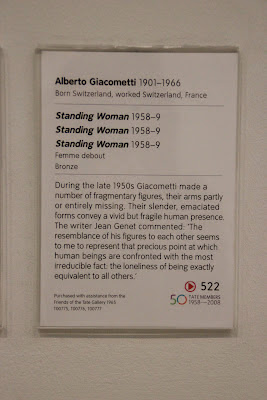 Alberto Giacometti 1901–1966
Born Switzerland, worked Switzerland, France
Standing Woman 1958–9
Standing Woman 1958–9
Standing Woman 1958–9
Femme debout
Bronze
During the late 1950s Giacometti made a
number of fragmentary figures, their arms partly
or entirely missing. Their slender, emaciated
forms convey a vivid but fragile human presence.
The writer Jean Genet commented: 'The
resemblance of his figures to each other seems
to me to represent that precious point at which
human beings are confronted with the most
irreducible fact: the loneliness of being exactly
equivalent to all others.'
522
Purchased with assistance from the
Friends of the Tate Gallery 1965
T00775, T00776, T00777
50 TATE MEMBERS
1958–2008